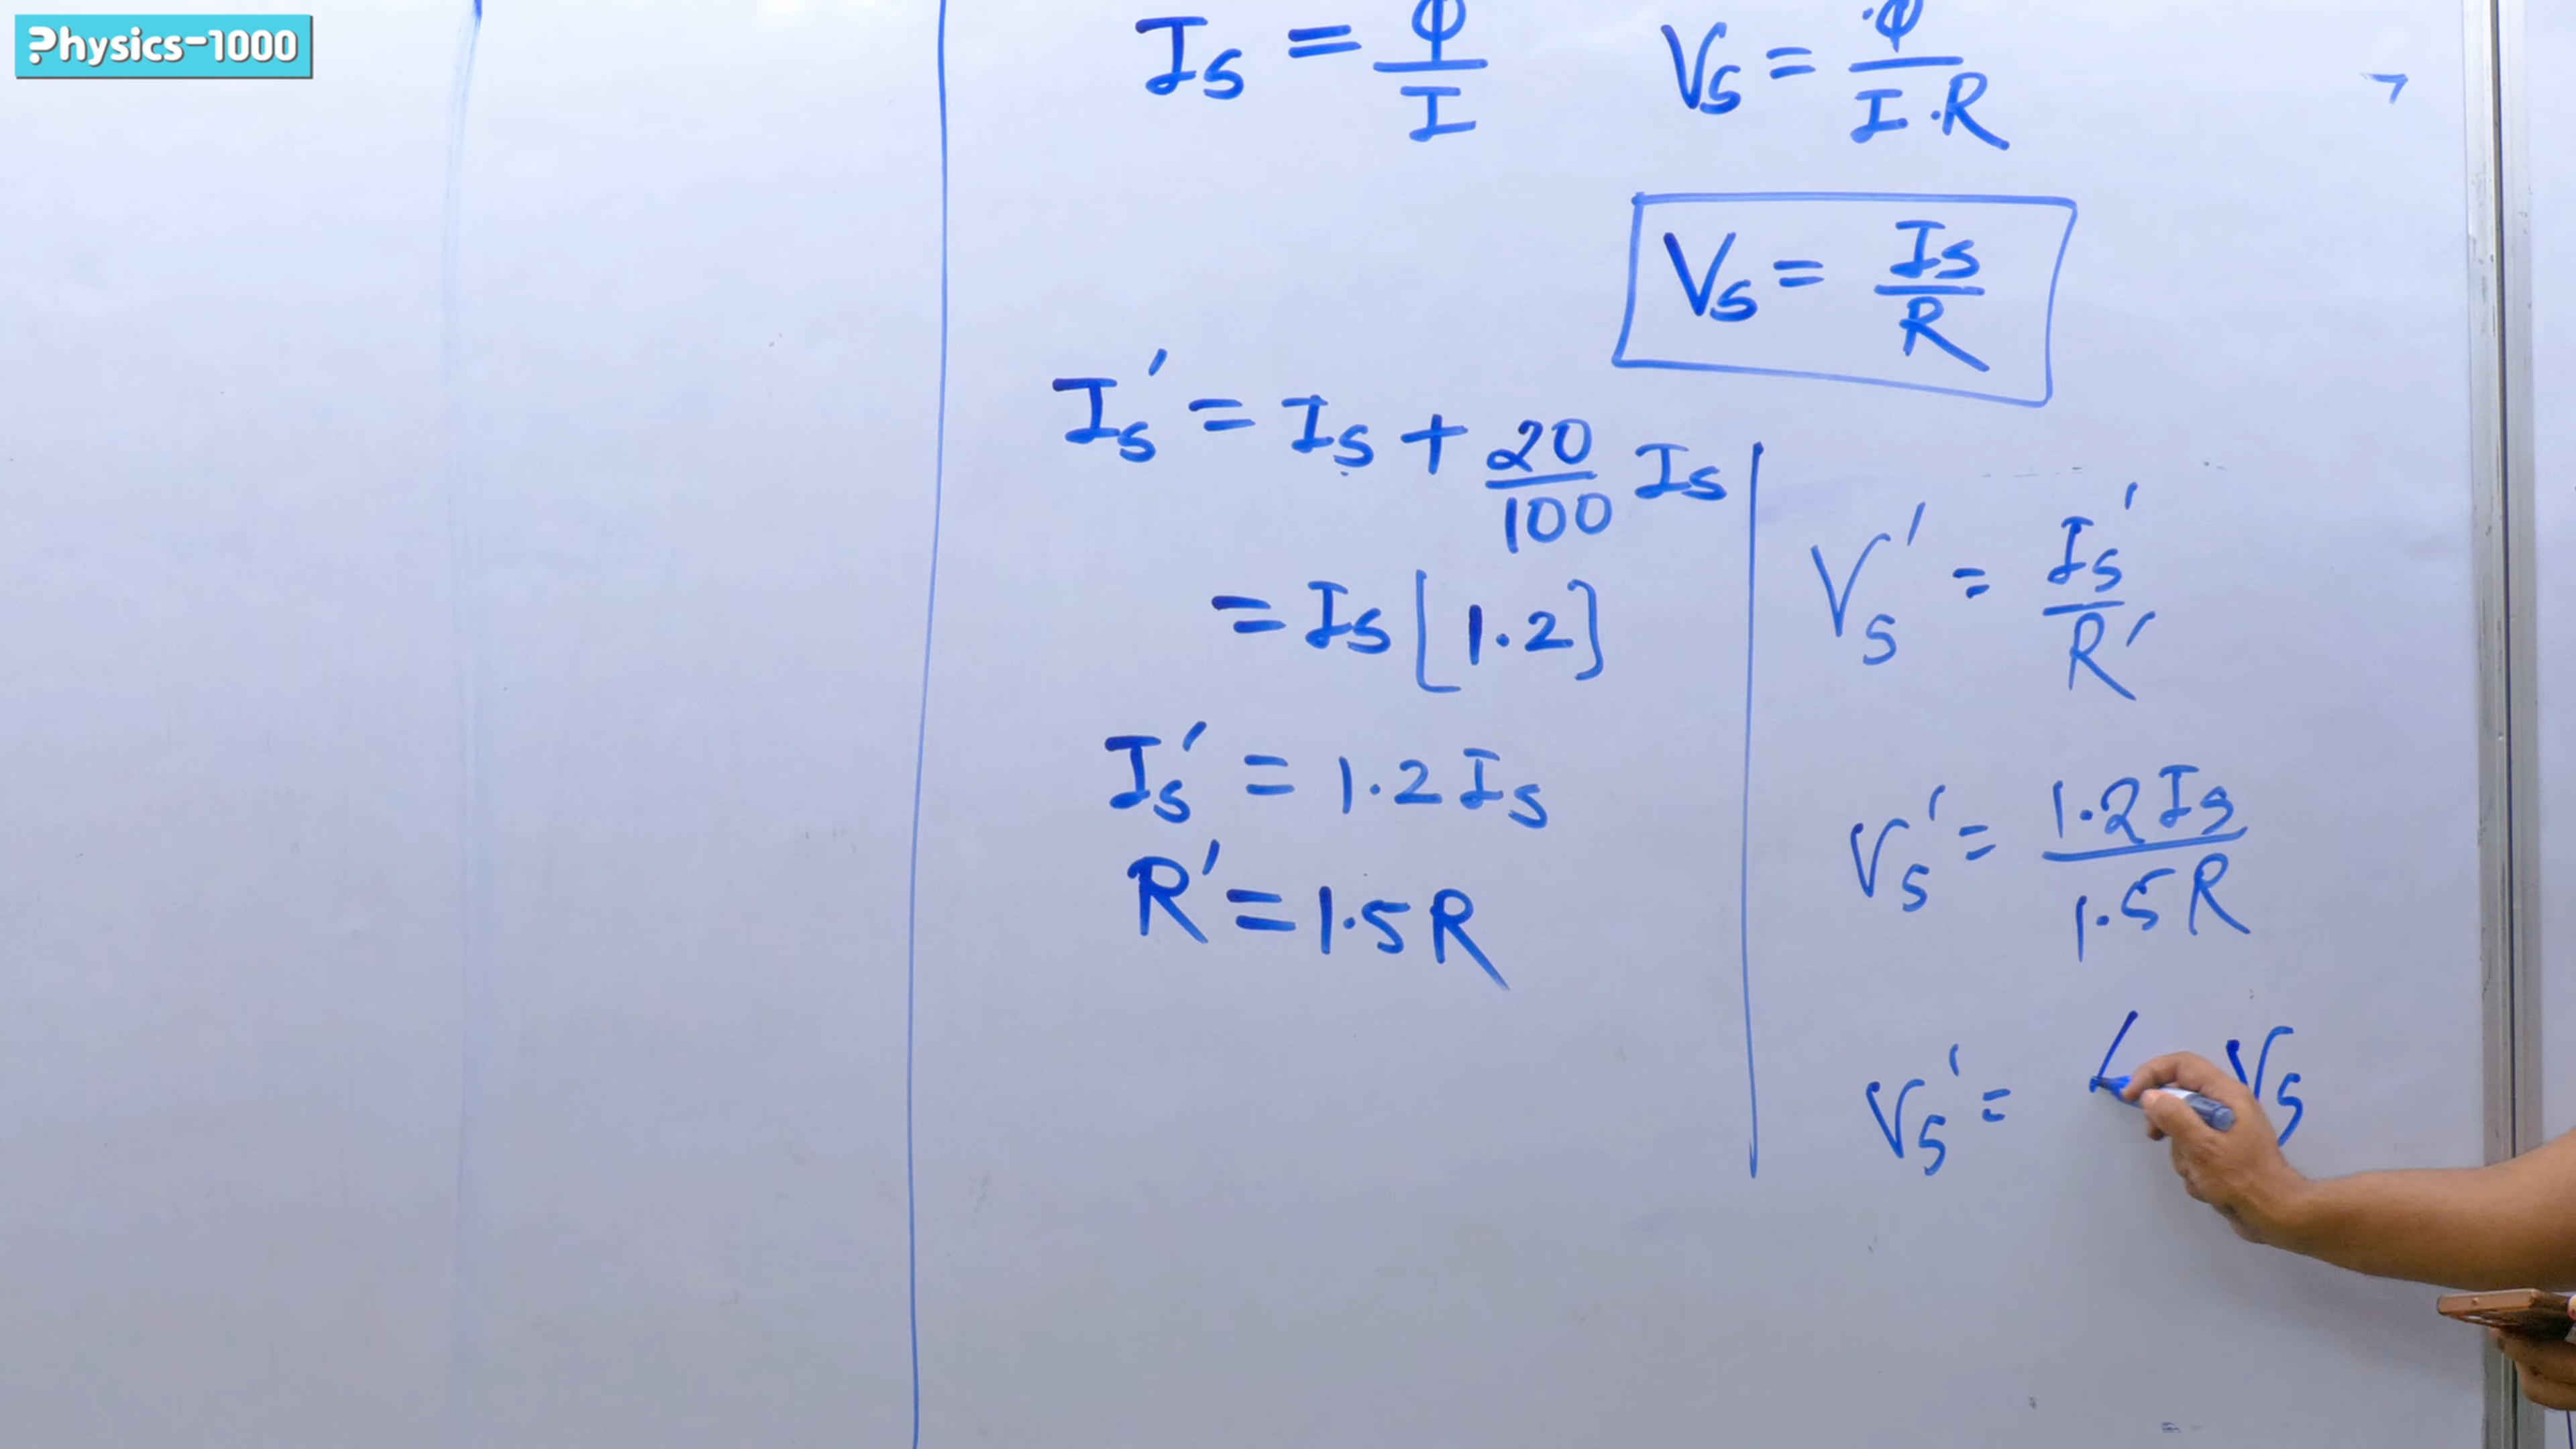 Physics-1000
Is = φ/I
Vs = φ/I.R
Vs = Is/R
Is' = Is + 20/100 Is
= Is [1.2]
Is' = 1.2 Is
R' = 1.5 R
Vs' = Is'/R'
Vs' = 1.2 Is/1.5 R
Vs' = Vs